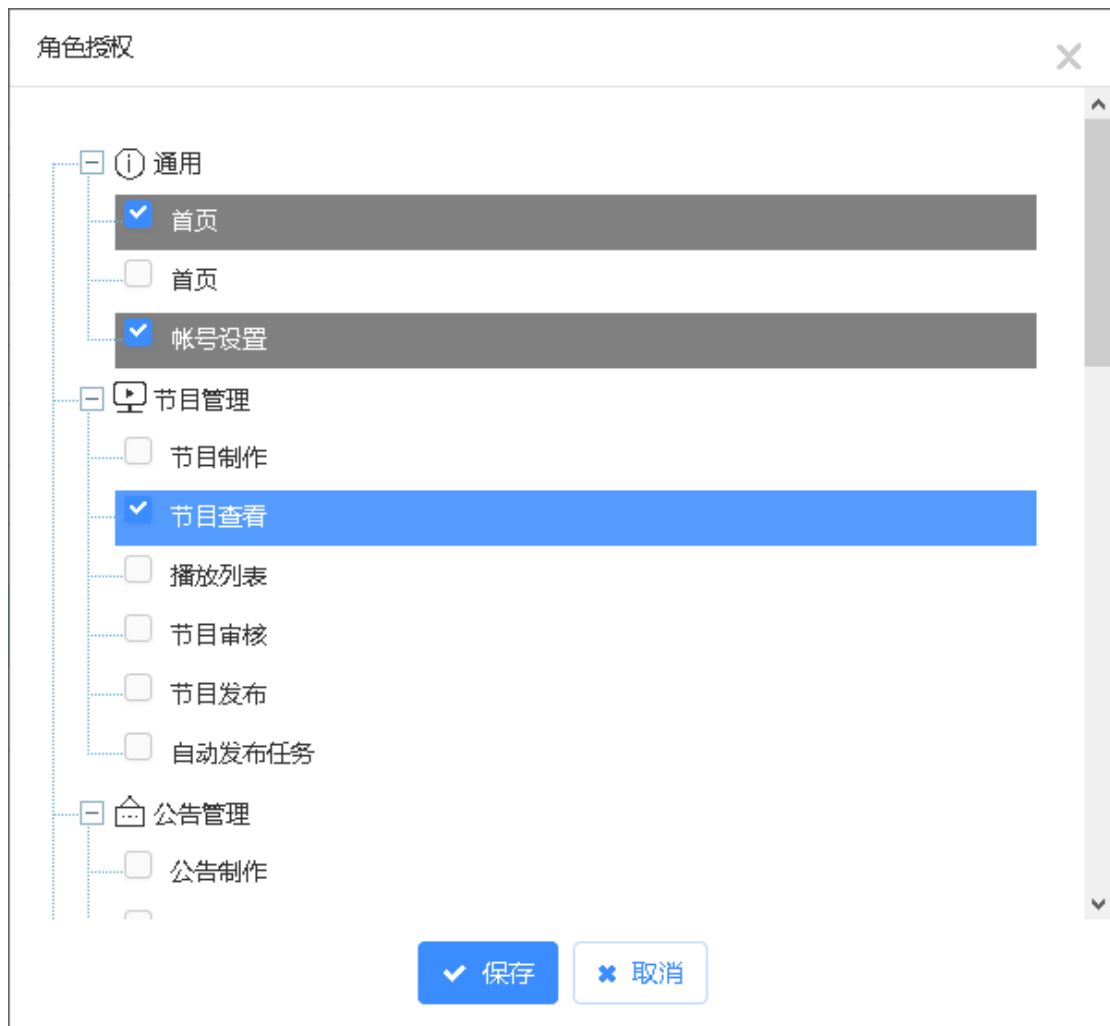 角色授权
通用
首页
首页
帐号设置
节目管理
节目制作
节目查看
播放列表
节目审核
节目发布
自动发布任务
公告管理
公告制作
保存 取消